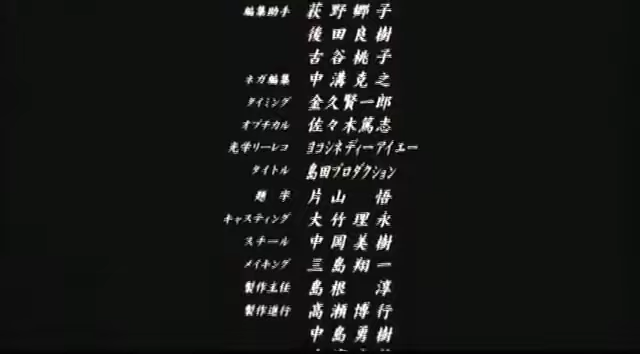 編集助手 荻野郷子
後田良樹
古谷桃子
ネガ編集 中溝克之
タイミング 金久賢一郎
オプチカル 佐々木篤志
光学リーレコ ヨコシネディーアイエー
タイトル 島田プロダクション
題字 片山 悟
キャスティング 大竹理永
スチール 中岡美樹
メイキング 三島翔一
製作主任 島根 淳
製作進行 高瀬博行
中島勇樹